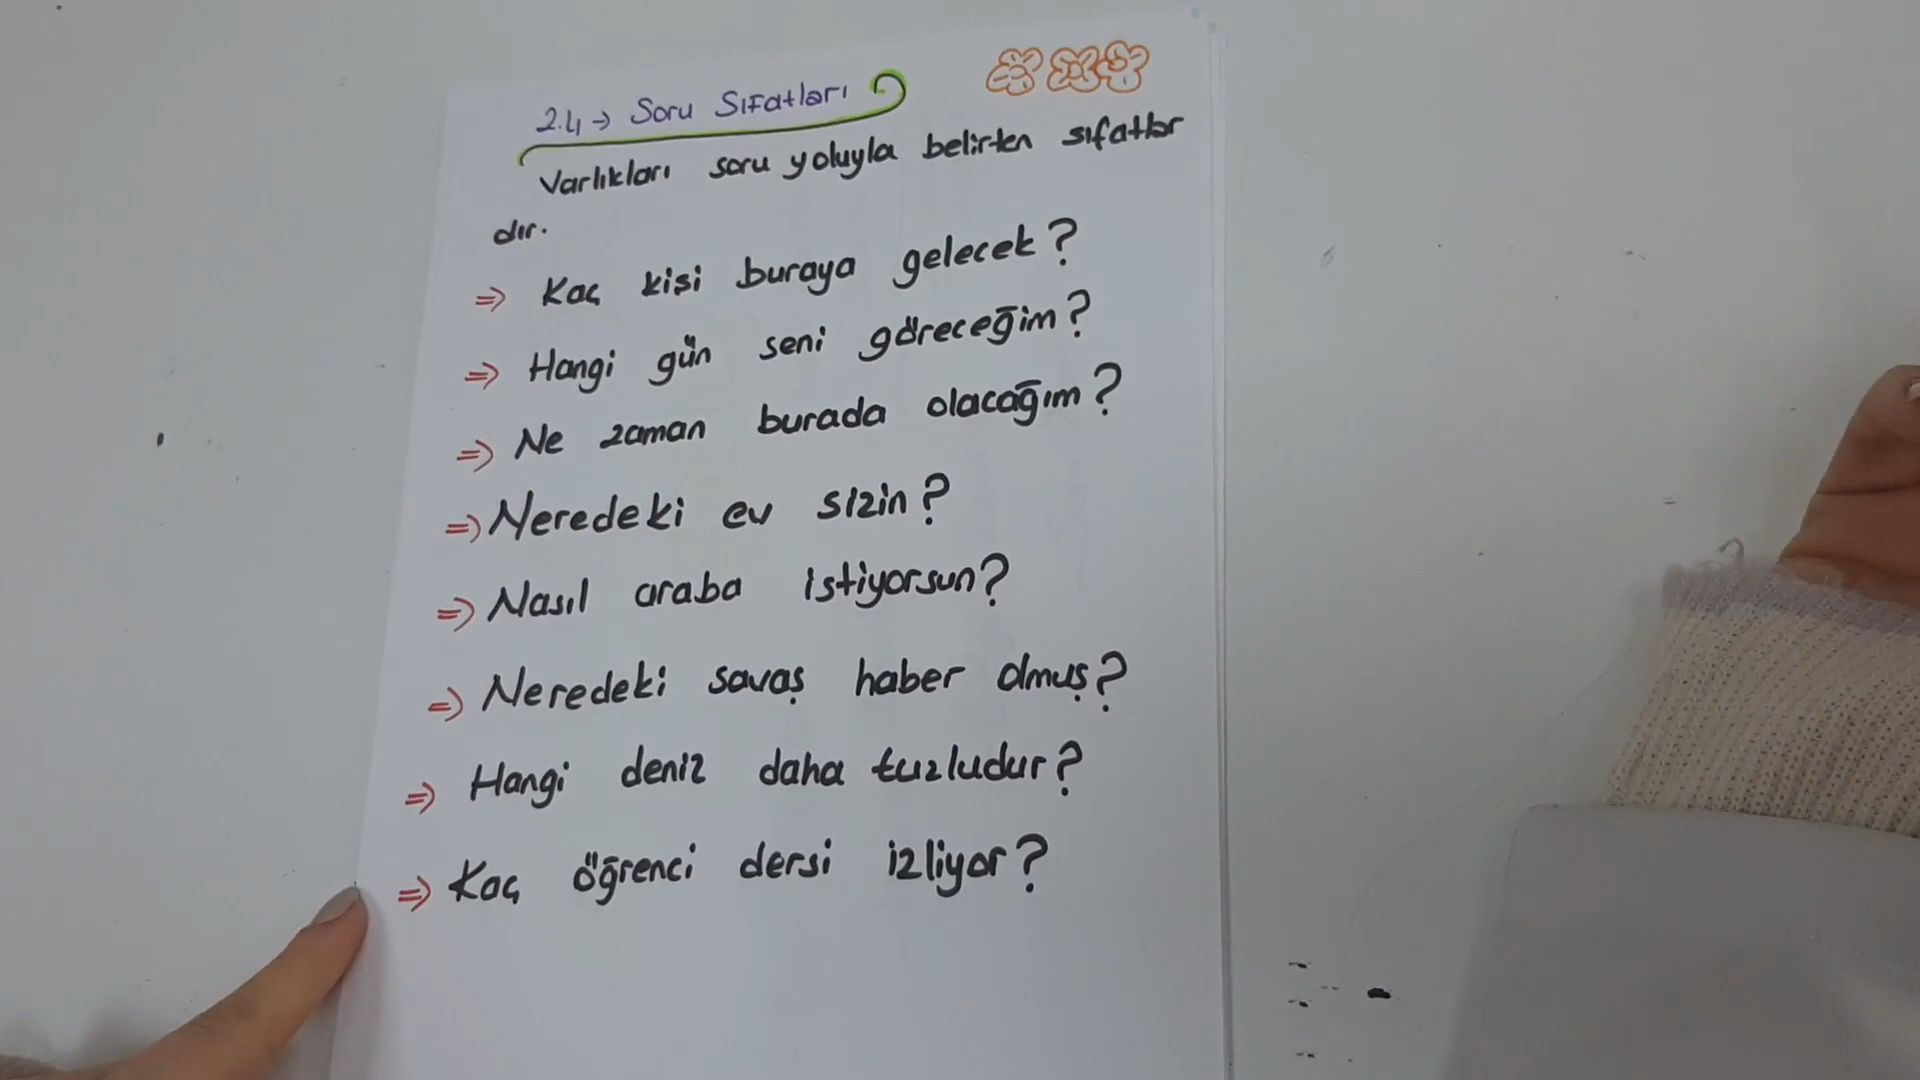 2.4 → Soru Sıfatları
Varlıkları soru yoluyla belirten sıfatlar
dır.
⇒ Kaç kişi buraya gelecek?
⇒ Hangi gün seni göreceğim?
⇒ Ne zaman burada olacağım?
⇒ Neredeki ev sizin?
⇒ Nasıl araba istiyorsun?
⇒ Neredeki savaş haber olmuş?
⇒ Hangi deniz daha tuzludur?
⇒ Kaç öğrenci dersi izliyor?